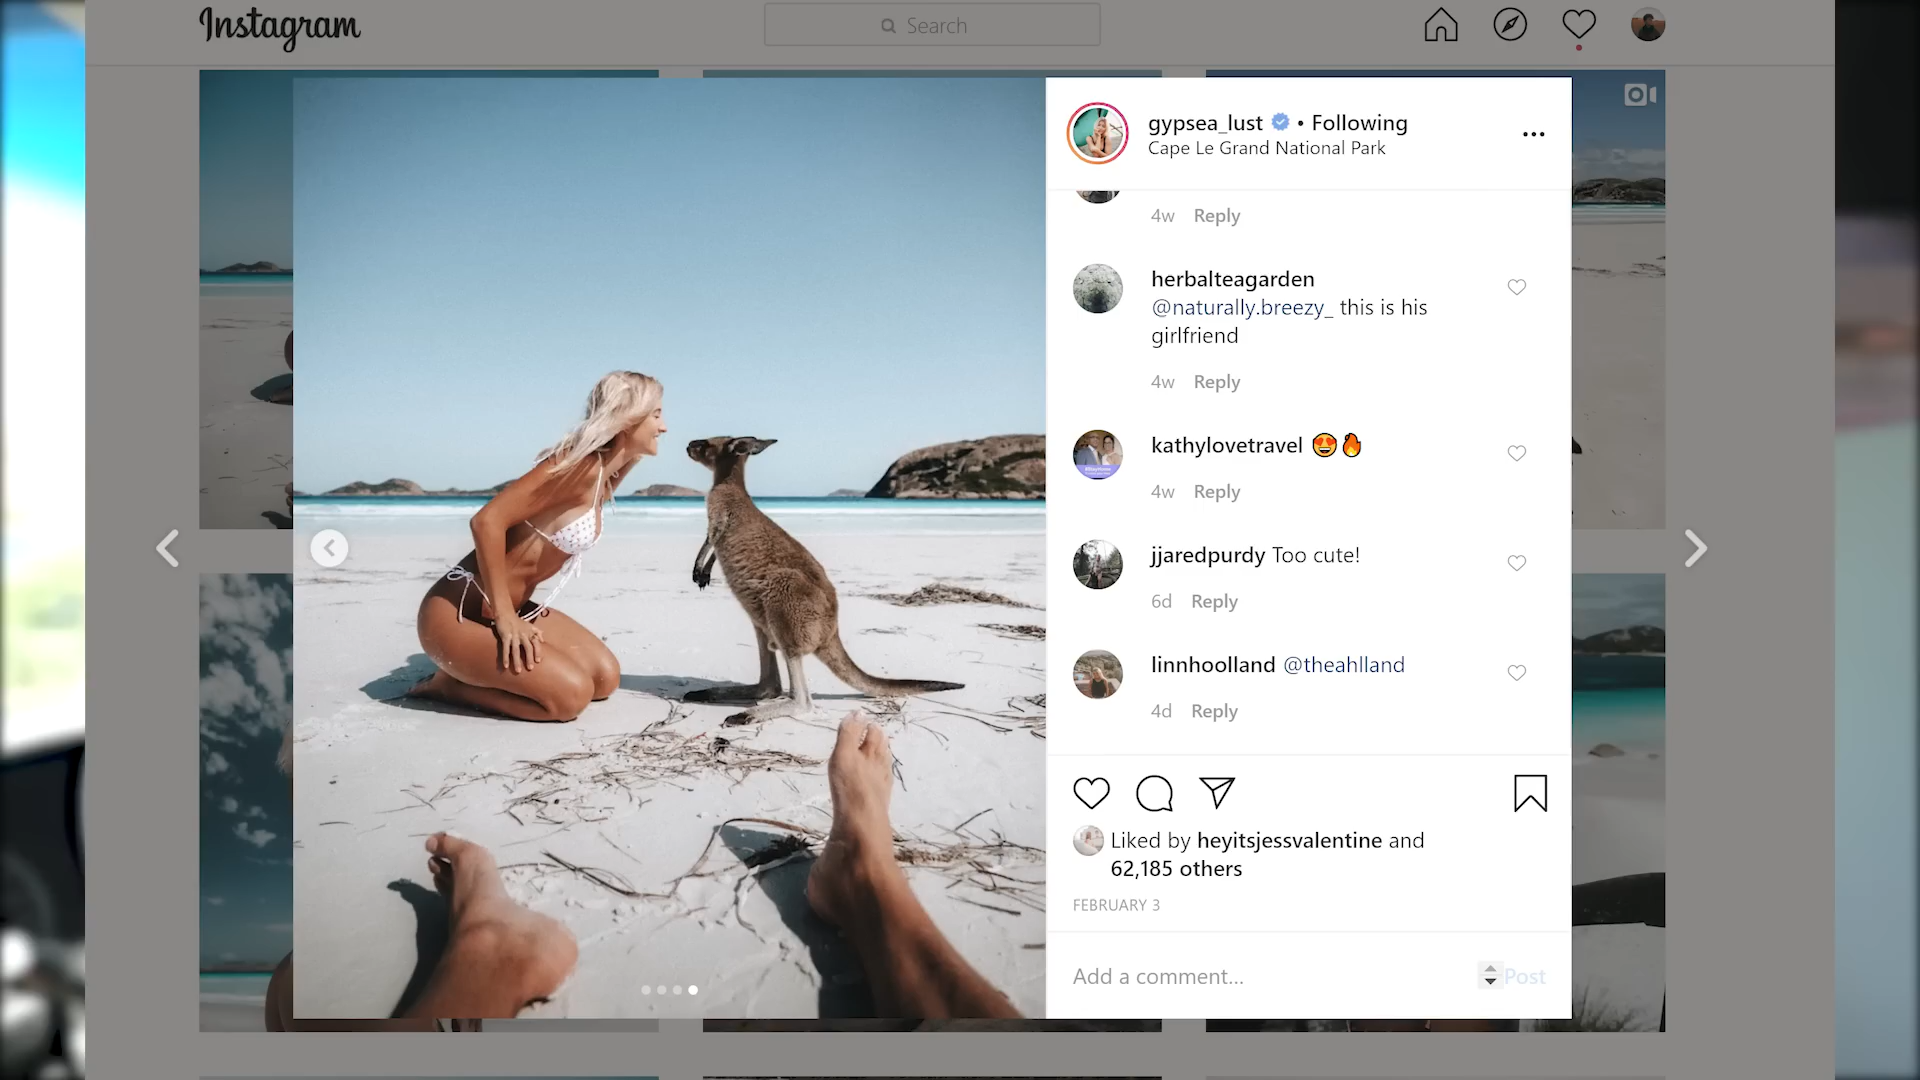 Instagram
Search
gypsea_lust • Following
Cape Le Grand National Park
4w Reply
herbalteagarden
@naturally.breezy_ this is his
girlfriend
4w Reply
kathylovetravel 😍🔥
4w Reply
jjaredpurdy Too cute!
6d Reply
linnhoolland @theahlland
4d Reply
Liked by heyitsjessvalentine and
62,185 others
FEBRUARY 3
Add a comment...
Post